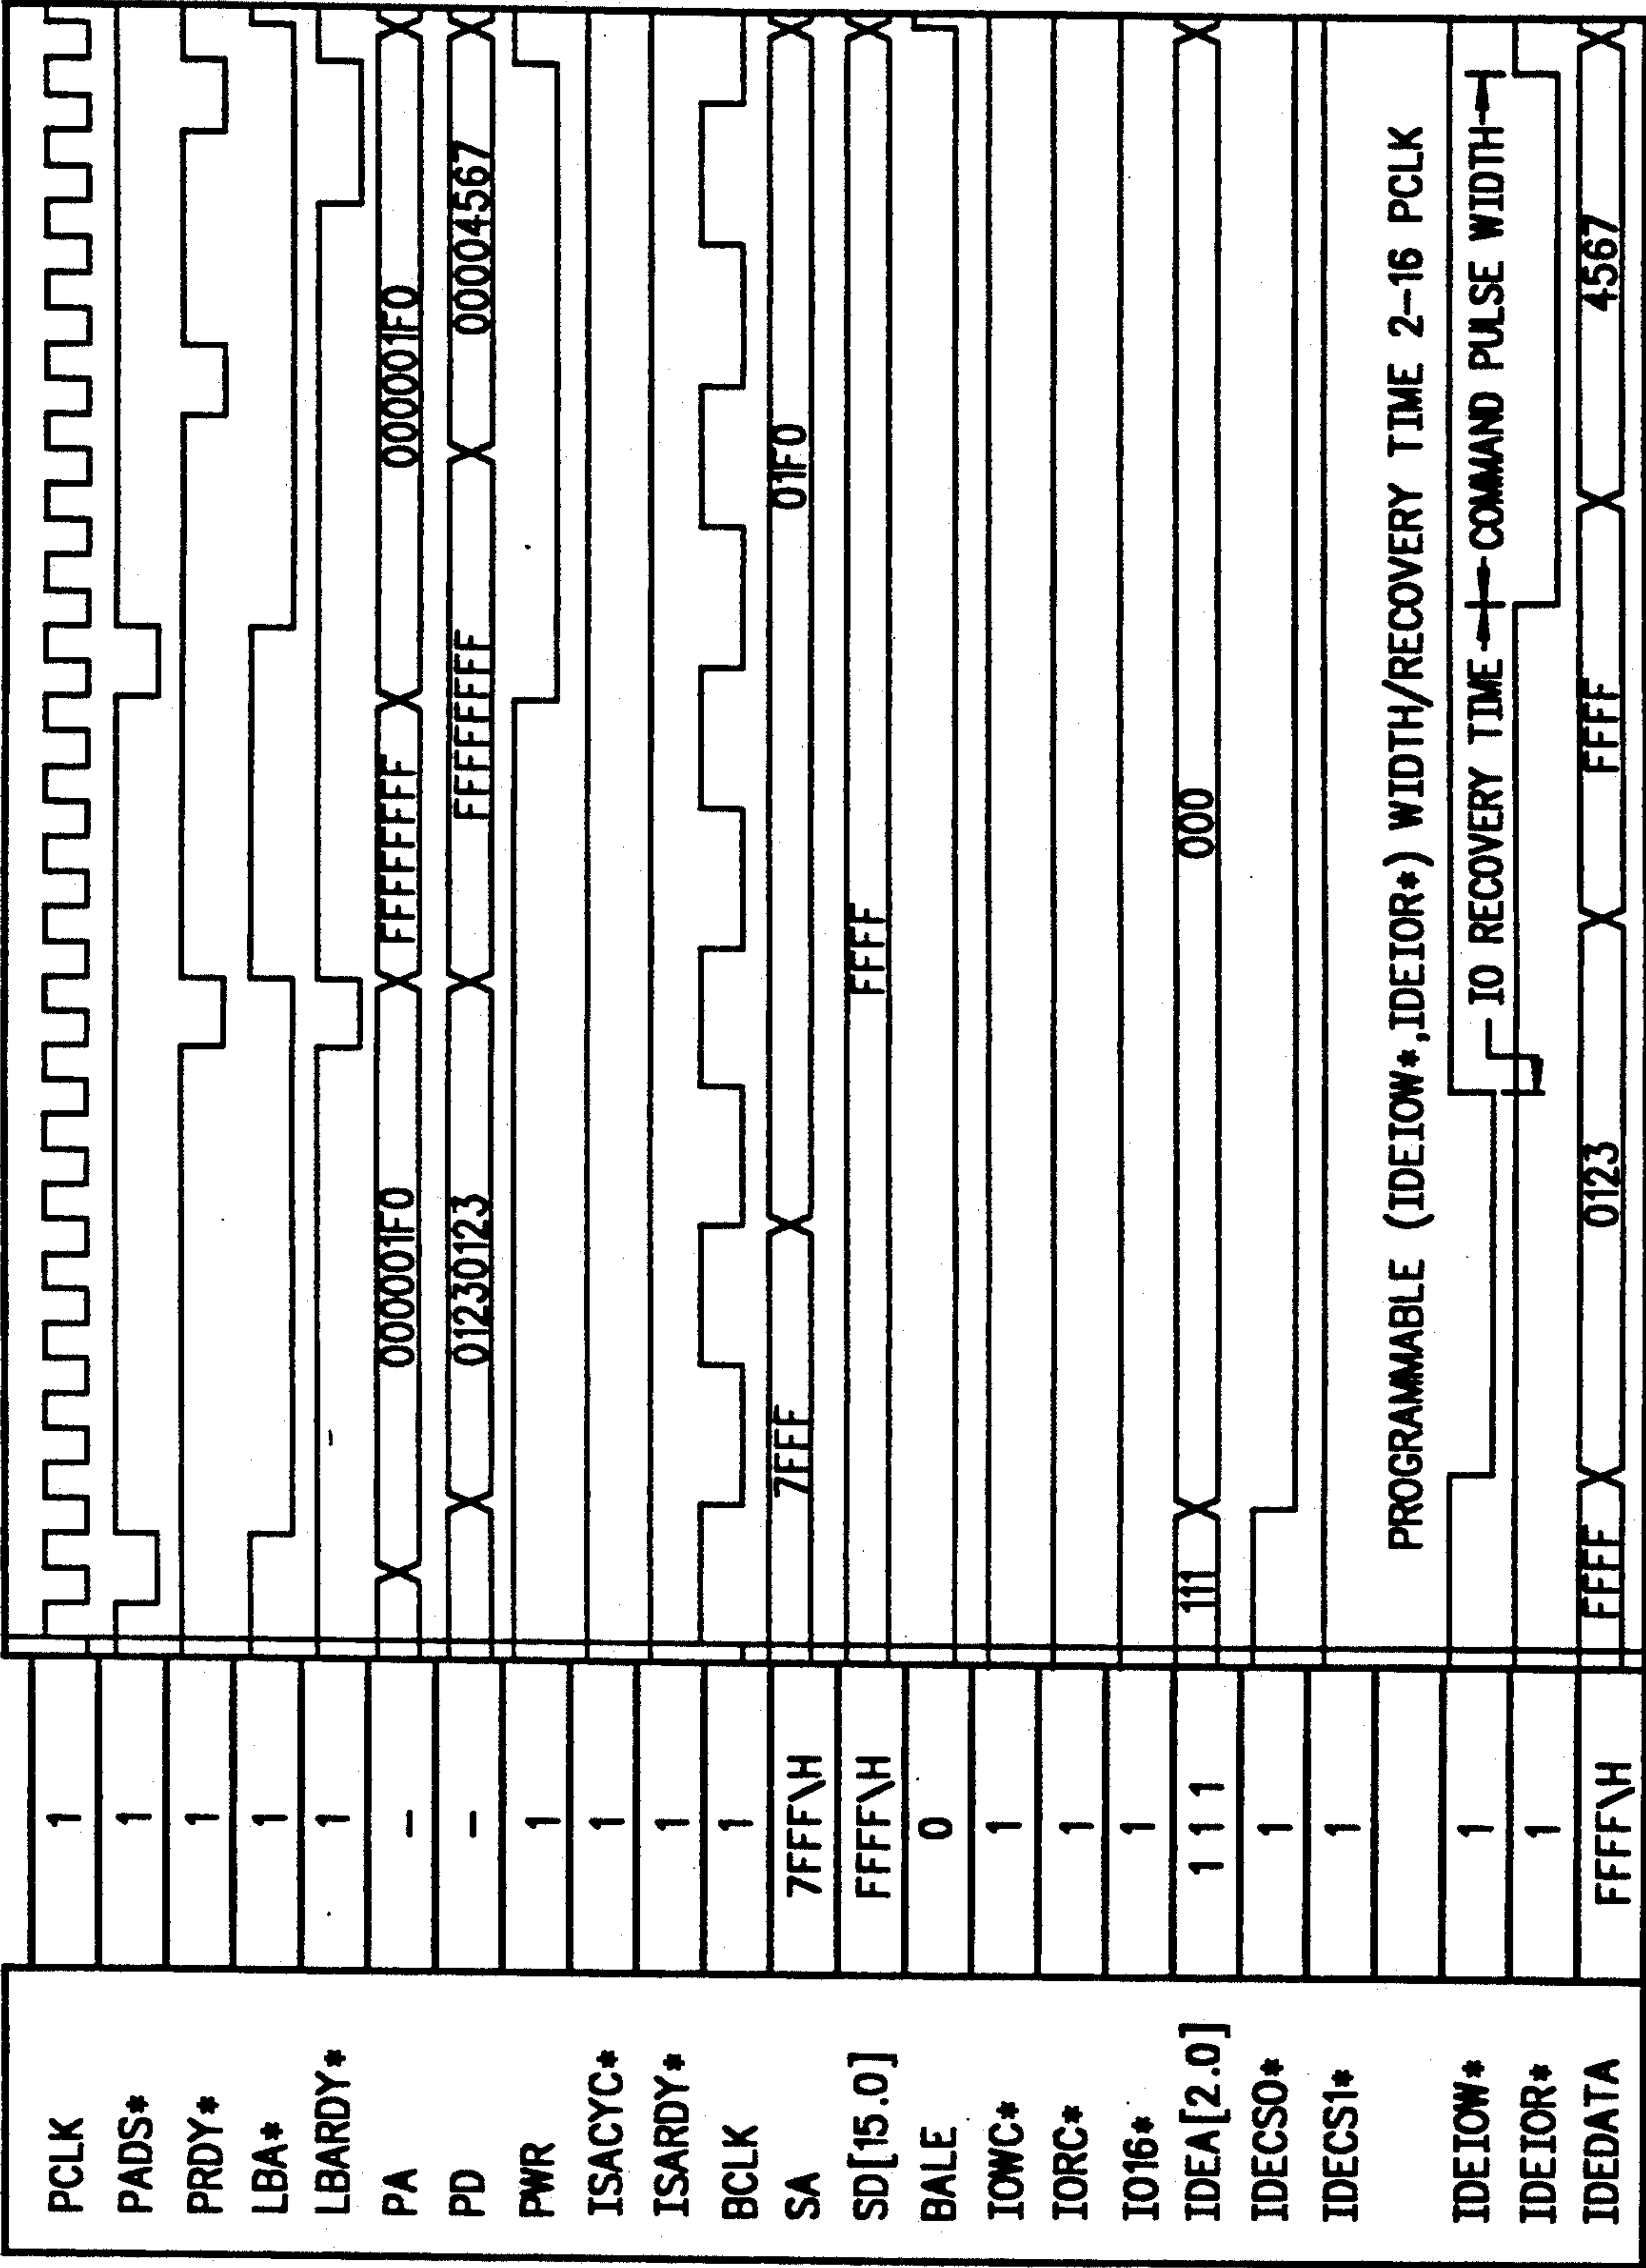 PCLK 1
PADS* 1
PRDY* 1
LBA* 1
LBARDY* 1
PA – 000001F0 FFFFFFFF 000001F0
PD – 01230123 FFFFFFFF 00004567
PWR 1
ISACYC* 1
ISARDY* 1
BCLK 1
SA 7FFF\H 7FFF 01F0
SD[15.0] FFFF\H FFFF
BALE 0
IOWC* 1
IORC* 1
IO16* 1
IDEA[2.0] 1 1 1 111 000
IDECSO* 1
IDECS1* 1
PROGRAMMABLE (IDEIOW*,IDEIOR*) WIDTH/RECOVERY TIME 2-16 PCLK
IDEIOW* 1
IO RECOVERY TIME COMMAND PULSE WIDTH
IDEIOR* 1
IDEDATA FFFF\H FFFF 0123 FFFF 4567